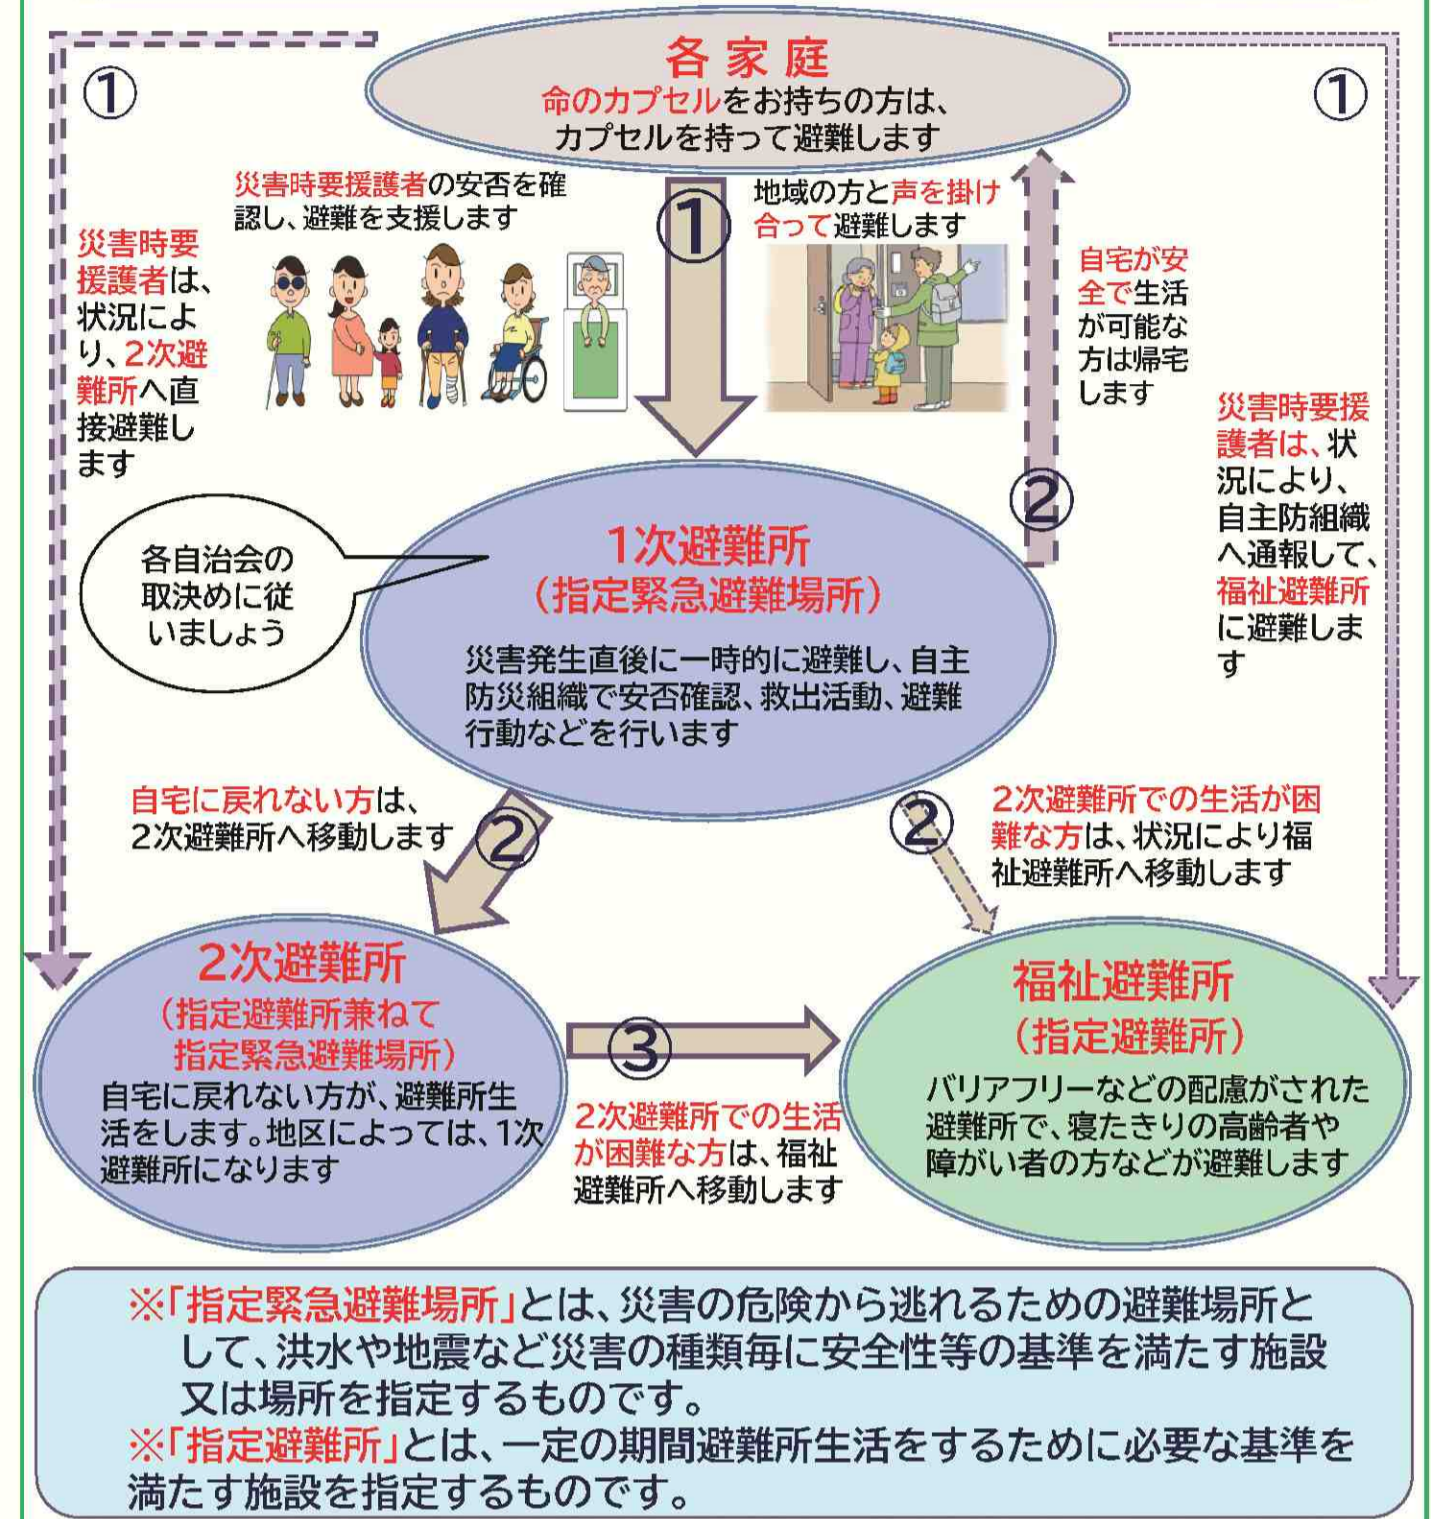 各家庭
命のカプセルをお持ちの方は、
カプセルを持って避難します
①
①
災害時要援護者の安否を確
認し、避難を支援します
①
地域の方と声を掛け
合って避難します
災害時要
援護者は、
状況によ
り、2次避
難所へ直
接避難し
ます
自宅が安
全で生活
が可能な
方は帰宅
します
②
災害時要援
護者は、状
況により、
自主防組織
へ通報して、
福祉避難所
に避難しま
す
各自治会の
取決めに従
いましょう
1次避難所
（指定緊急避難場所）
災害発生直後に一時的に避難し、自主
防災組織で安否確認、救出活動、避難
行動などを行います
自宅に戻れない方は、
2次避難所へ移動します
②
②
2次避難所での生活が困
難な方は、状況により福
祉避難所へ移動します
2次避難所
（指定避難所兼ねて
指定緊急避難場所）
自宅に戻れない方が、避難所生
活をします。地区によっては、1次
避難所になります
③
2次避難所での生活
が困難な方は、福祉
避難所へ移動します
福祉避難所
（指定避難所）
バリアフリーなどの配慮がされた
避難所で、寝たきりの高齢者や
障がい者の方などが避難します
※「指定緊急避難場所」とは、災害の危険から逃れるための避難場所と
して、洪水や地震など災害の種類毎に安全性等の基準を満たす施設
又は場所を指定するものです。
※「指定避難所」とは、一定の期間避難所生活をするために必要な基準を
満たす施設を指定するものです。